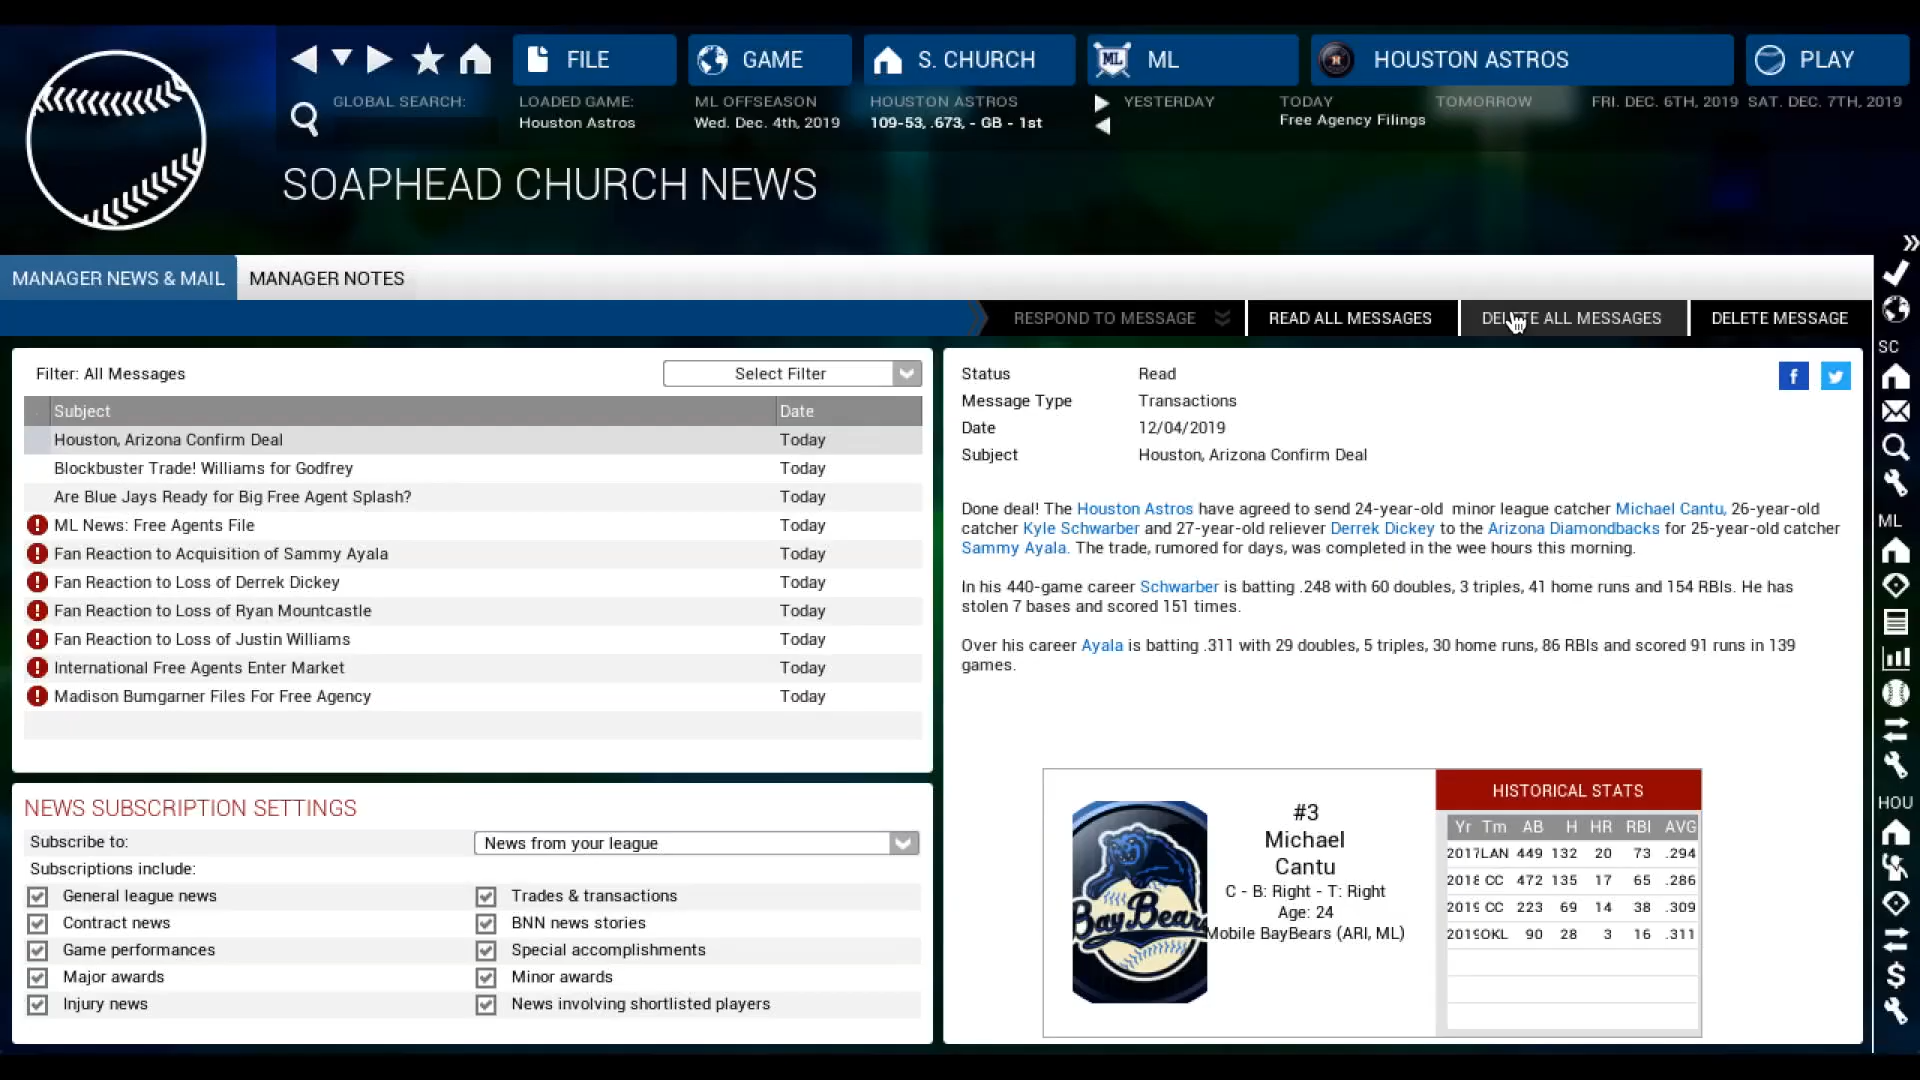 FILE
GAME
S. CHURCH
ML
HOUSTON ASTROS
PLAY
GLOBAL SEARCH:
LOADED GAME:
Houston Astros
ML OFFSEASON
Wed. Dec. 4th, 2019
HOUSTON ASTROS
109-53, .673, - GB - 1st
YESTERDAY
TODAY
Free Agency Filings
TOMORROW
FRI. DEC. 6TH, 2019
SAT. DEC. 7TH, 2019
SOAPHEAD CHURCH NEWS
MANAGER NEWS & MAIL
MANAGER NOTES
RESPOND TO MESSAGE
READ ALL MESSAGES
DELETE ALL MESSAGES
DELETE MESSAGE
Filter: All Messages
Select Filter
Subject Date
Houston, Arizona Confirm Deal Today
Blockbuster Trade! Williams for Godfrey Today
Are Blue Jays Ready for Big Free Agent Splash? Today
ML News: Free Agents File Today
Fan Reaction to Acquisition of Sammy Ayala Today
Fan Reaction to Loss of Derrek Dickey Today
Fan Reaction to Loss of Ryan Mountcastle Today
Fan Reaction to Loss of Justin Williams Today
International Free Agents Enter Market Today
Madison Bumgarner Files For Free Agency Today
NEWS SUBSCRIPTION SETTINGS
Subscribe to: News from your league
Subscriptions include:
General league news Trades & transactions
Contract news BNN news stories
Game performances Special accomplishments
Major awards Minor awards
Injury news News involving shortlisted players
Status Read
Message Type Transactions
Date 12/04/2019
Subject Houston, Arizona Confirm Deal
Done deal! The Houston Astros have agreed to send 24-year-old minor league catcher Michael Cantu, 26-year-old
catcher Kyle Schwarber and 27-year-old reliever Derrek Dickey to the Arizona Diamondbacks for 25-year-old catcher
Sammy Ayala. The trade, rumored for days, was completed in the wee hours this morning.
In his 440-game career Schwarber is batting .248 with 60 doubles, 3 triples, 41 home runs and 154 RBIs. He has
stolen 7 bases and scored 151 times.
Over his career Ayala is batting .311 with 29 doubles, 5 triples, 30 home runs, 86 RBIs and scored 91 runs in 139
games.
BayBears
#3
Michael
Cantu
C - B: Right - T: Right
Age: 24
Mobile BayBears (ARI, ML)
HISTORICAL STATS
Yr Tm AB H HR RBI AVG
2017 LAN 449 132 20 73 .294
2018 CC 472 135 17 65 .286
2019 CC 223 69 14 38 .309
2019 OKL 90 28 3 16 .311
SC
ML
HOU